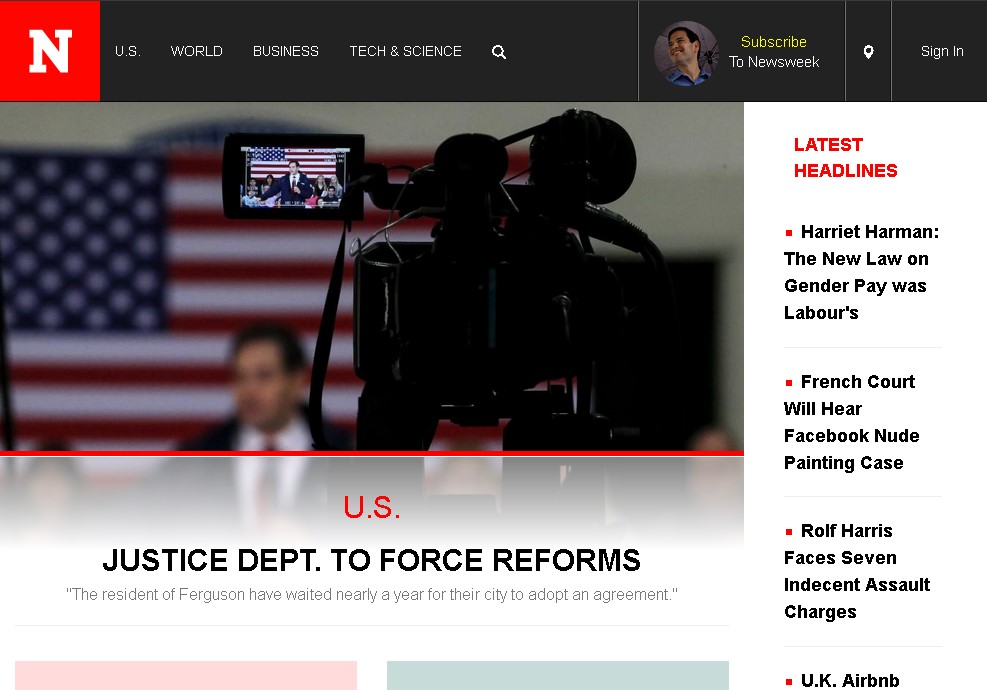 N
U.S. WORLD BUSINESS TECH & SCIENCE
Subscribe
To Newsweek
Sign In
U.S.
JUSTICE DEPT. TO FORCE REFORMS
"The resident of Ferguson have waited nearly a year for their city to adopt an agreement."
LATEST
HEADLINES
Harriet Harman:
The New Law on
Gender Pay was
Labour's
French Court
Will Hear
Facebook Nude
Painting Case
Rolf Harris
Faces Seven
Indecent Assault
Charges
U.K. Airbnb